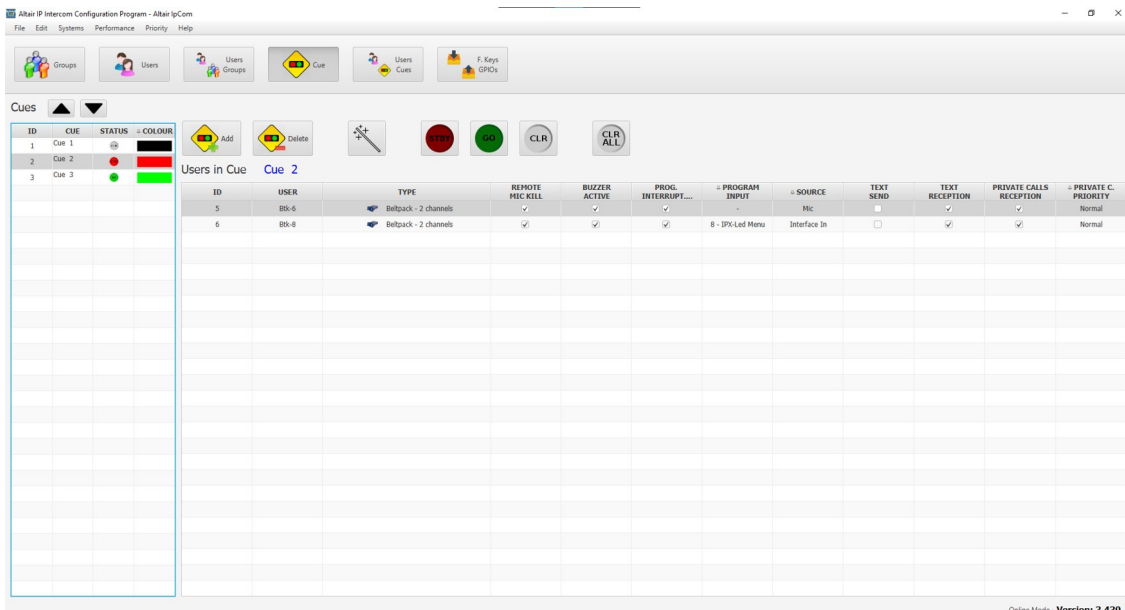 Altair IP Intercom Configuration Program - Altair IpCom
File Edit Systems Performance Priority Help
Groups
Users
Users Groups
Cue
Users Cues
F. Keys GPIOs
Cues
ID CUE STATUS COLOUR
1 Cue 1 CLR
2 Cue 2
3 Cue 3
Add
Delete
STBY
GO
CLR
CLR ALL
Users in Cue Cue 2
ID USER TYPE REMOTE MIC KILL BUZZER ACTIVE PROG. INTERRUPT.... PROGRAM INPUT SOURCE TEXT SEND TEXT RECEPTION PRIVATE CALLS RECEPTION PRIVATE C. PRIORITY
5 Btk-6 Beltpack - 2 channels - Mic Normal
6 Btk-8 Beltpack - 2 channels 8 - IPX-Led Menu Interface In Normal
Online Mode Version: 2.420